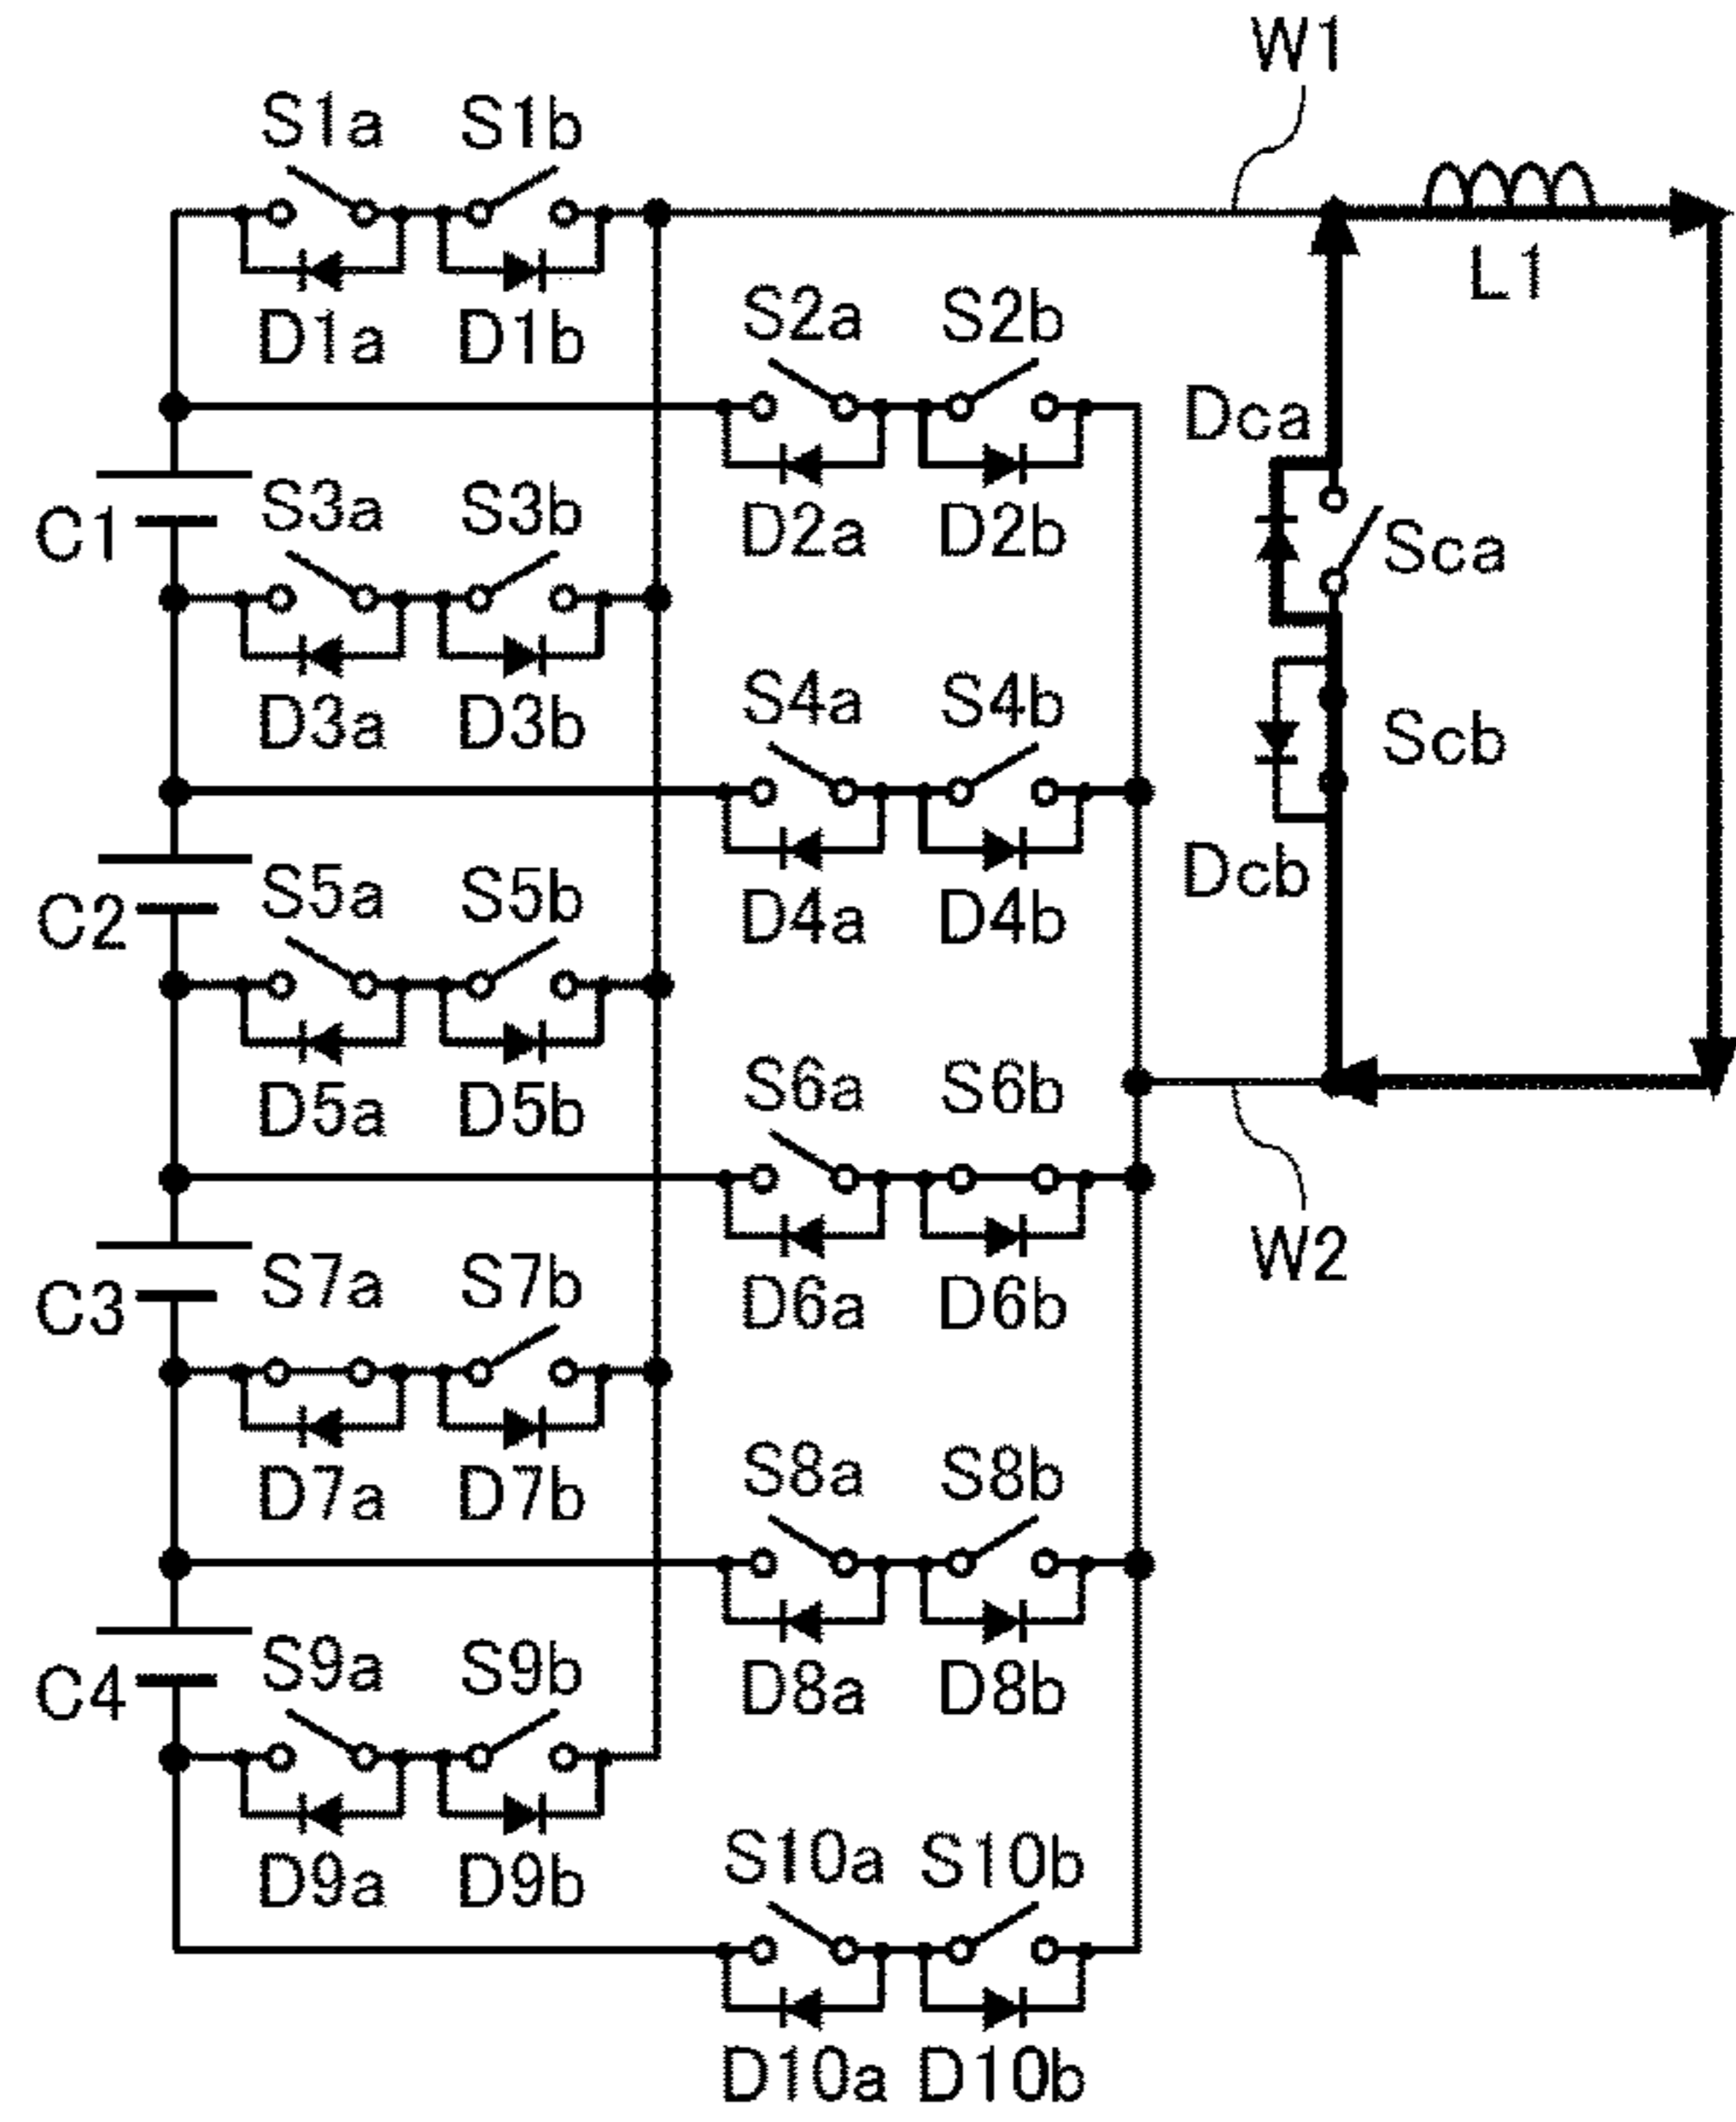 W1
S1a S1b
L1
D1a D1b
S2a S2b
Dca
C1
S3a S3b
D2a D2b
Sca
D3a D3b
S4a S4b
Scb
C2
S5a S5b
D4a D4b
Dcb
D5a D5b
S6a S6b
W2
C3
S7a S7b
D6a D6b
D7a D7b
S8a S8b
C4
S9a S9b
D8a D8b
D9a D9b
S10a S10b
D10a D10b